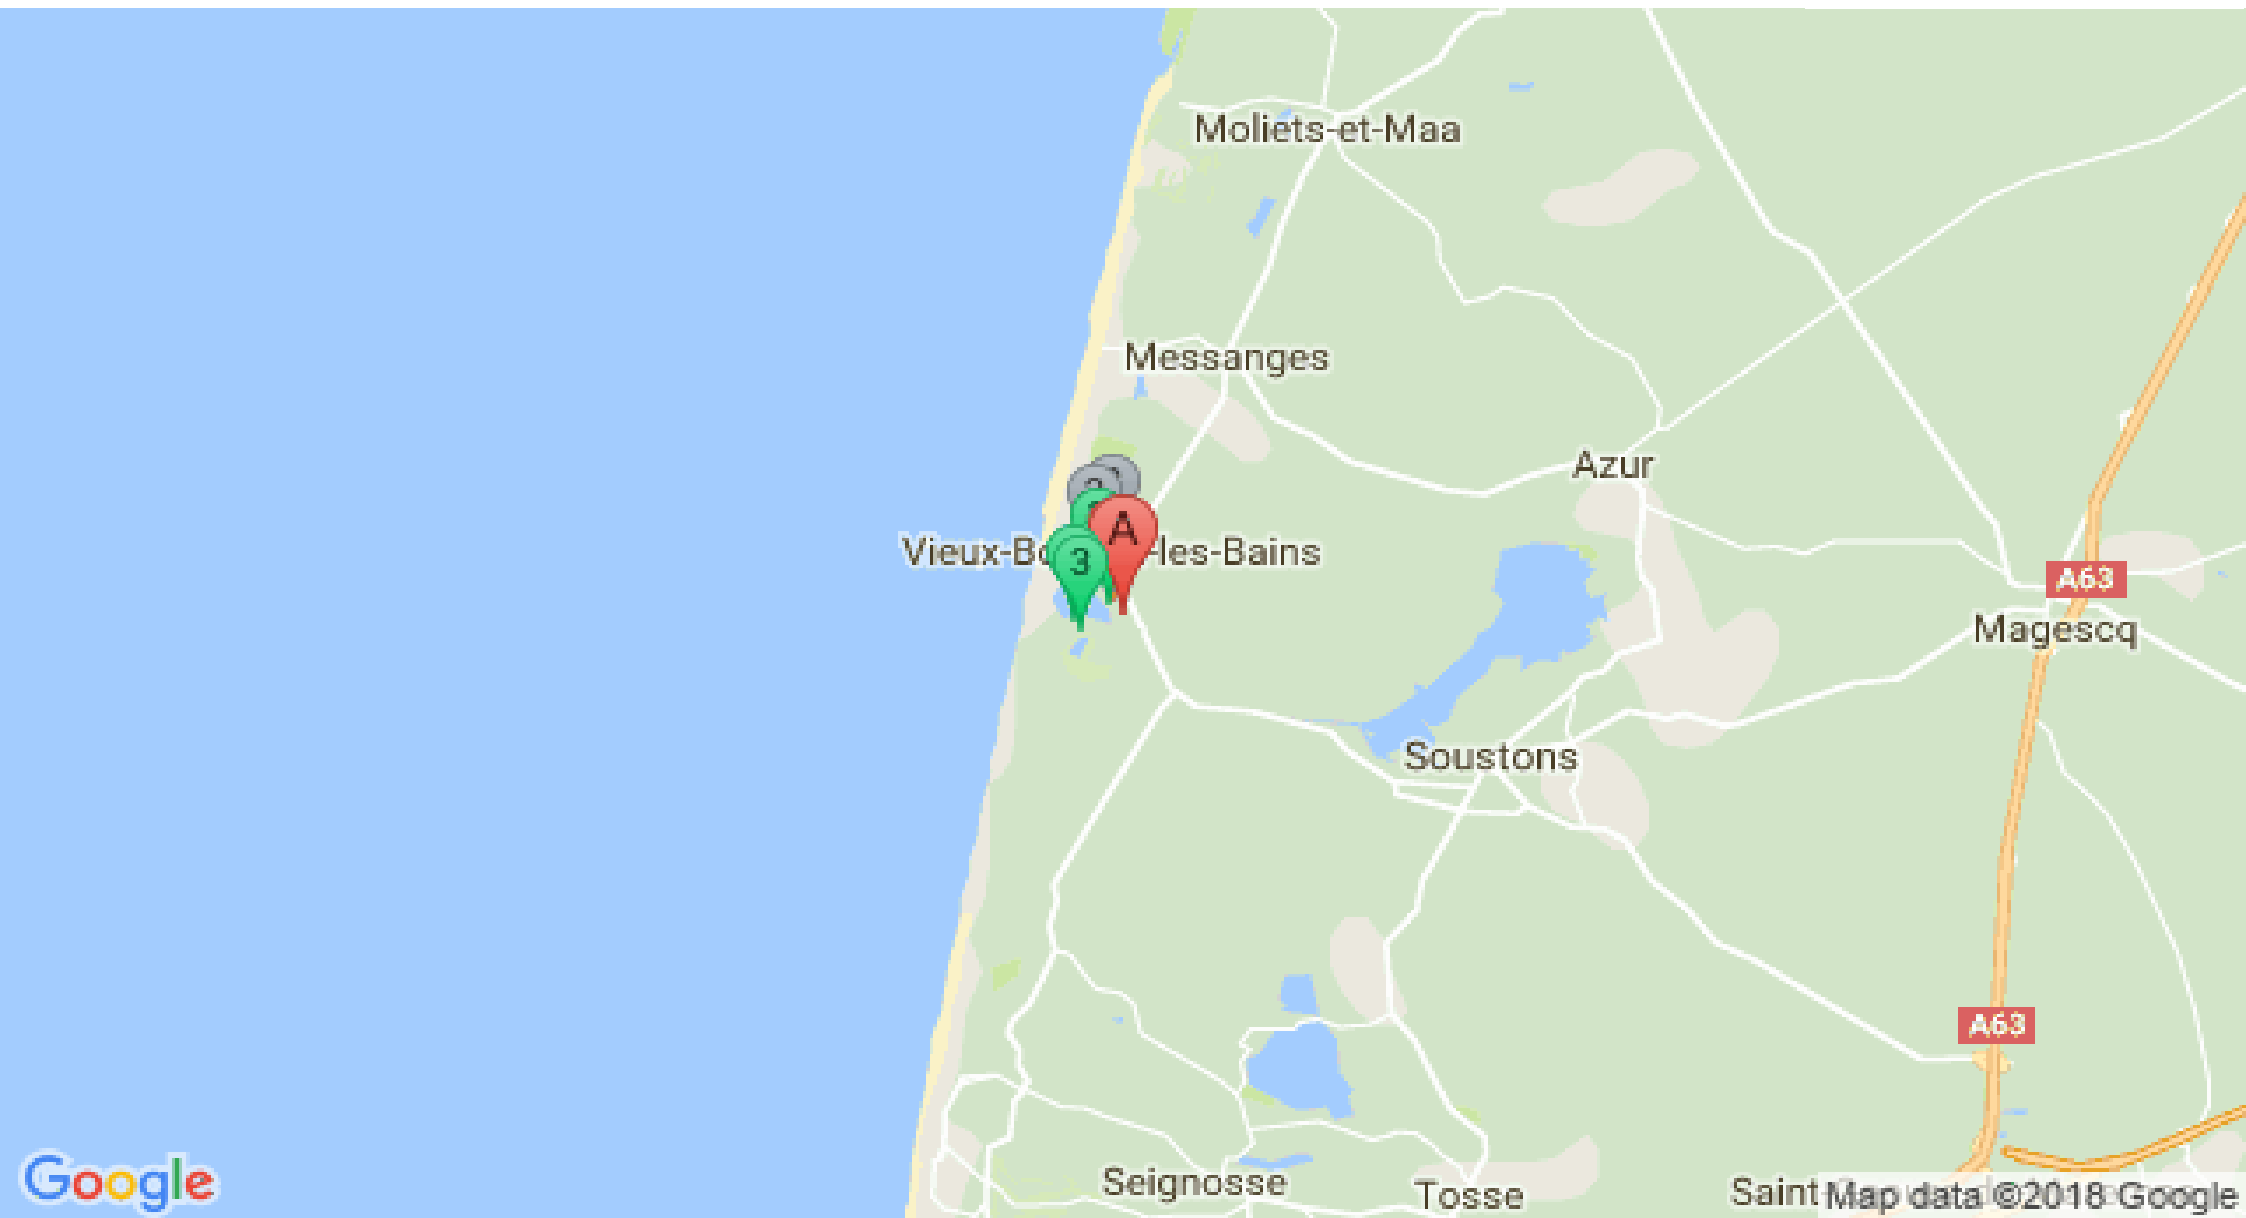 Moliets-et-Maa
Messanges
Azur
A
Vieux-Bo -les-Bains
3
A63
Magescq
Soustons
A63
Seignosse
Tosse
Saint
Map data ©2018 Google
Google